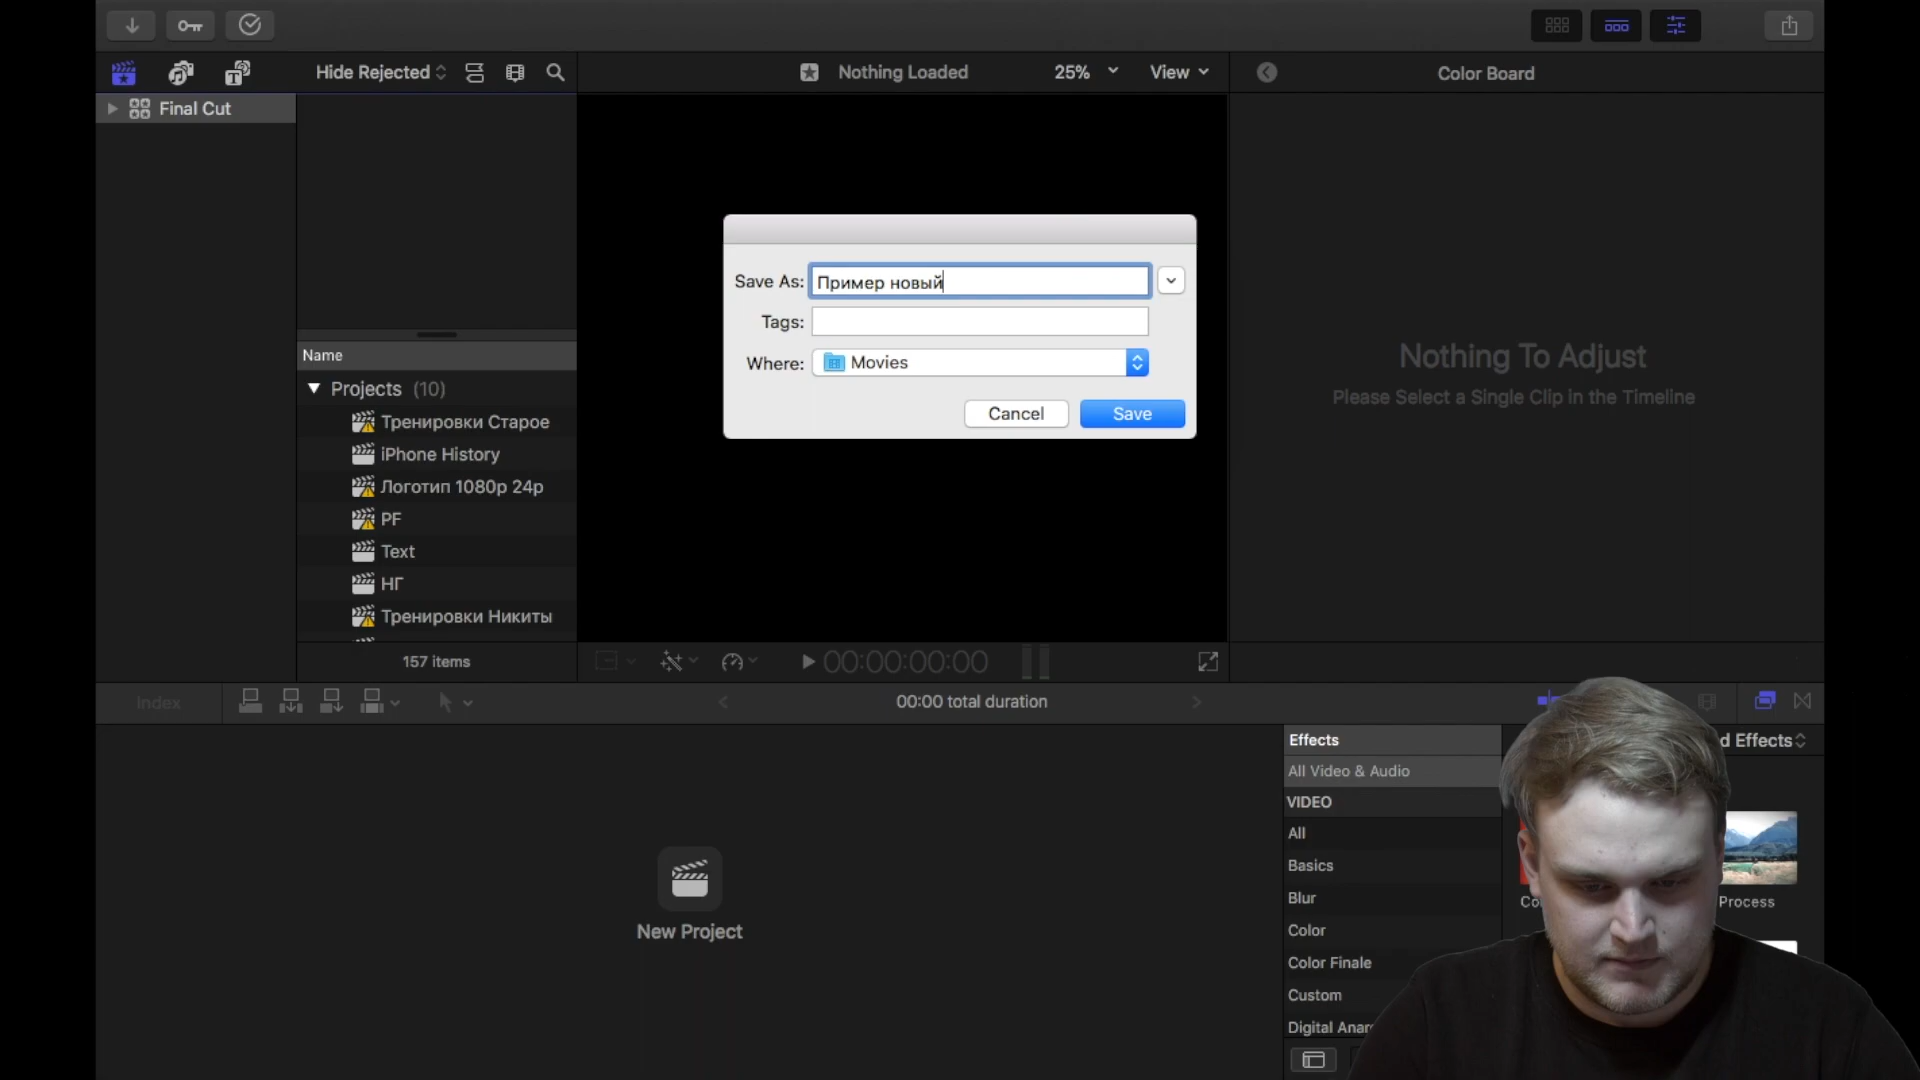 Hide Rejected
Nothing Loaded
25%
View
Color Board
Final Cut
Save As: Пример новый
Tags:
Where: Movies
Cancel
Save
Name
Projects (10)
Тренировки Старое
iPhone History
Логотип 1080p 24p
PF
Text
НГ
Тренировки Никиты
157 items
00:00:00:00
Nothing To Adjust
Please Select a Single Clip in the Timeline
Index
00:00 total duration
New Project
Effects
d Effects
All Video & Audio
VIDEO
All
Basics
Blur
Color
Color Finale
Custom
Digital Anar
Co
Process